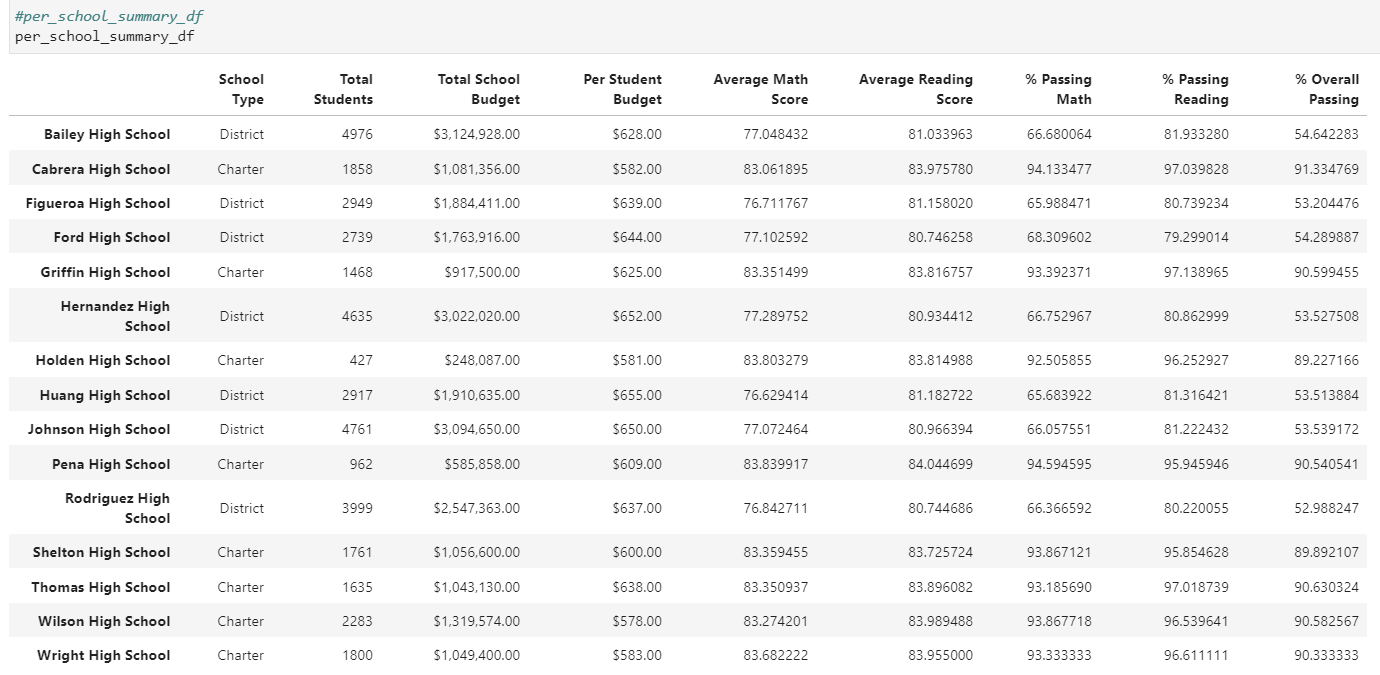 #per_school_summary_df
per_school_summary_df
School Type Total Students Total School Budget Per Student Budget Average Math Score Average Reading Score % Passing Math % Passing Reading % Overall Passing
Bailey High School District 4976 $3,124,928.00 $628.00 77.048432 81.033963 66.680064 81.933280 54.642283
Cabrera High School Charter 1858 $1,081,356.00 $582.00 83.061895 83.975780 94.133477 97.039828 91.334769
Figueroa High School District 2949 $1,884,411.00 $639.00 76.711767 81.158020 65.988471 80.739234 53.204476
Ford High School District 2739 $1,763,916.00 $644.00 77.102592 80.746258 68.309602 79.299014 54.289887
Griffin High School Charter 1468 $917,500.00 $625.00 83.351499 83.816757 93.392371 97.138965 90.599455
Hernandez High School District 4635 $3,022,020.00 $652.00 77.289752 80.934412 66.752967 80.862999 53.527508
Holden High School Charter 427 $248,087.00 $581.00 83.803279 83.814988 92.505855 96.252927 89.227166
Huang High School District 2917 $1,910,635.00 $655.00 76.629414 81.182722 65.683922 81.316421 53.513884
Johnson High School District 4761 $3,094,650.00 $650.00 77.072464 80.966394 66.057551 81.222432 53.539172
Pena High School Charter 962 $585,858.00 $609.00 83.839917 84.044699 94.594595 95.945946 90.540541
Rodriguez High School District 3999 $2,547,363.00 $637.00 76.842711 80.744686 66.366592 80.220055 52.988247
Shelton High School Charter 1761 $1,056,600.00 $600.00 83.359455 83.725724 93.867121 95.854628 89.892107
Thomas High School Charter 1635 $1,043,130.00 $638.00 83.350937 83.896082 93.185690 97.018739 90.630324
Wilson High School Charter 2283 $1,319,574.00 $578.00 83.274201 83.989488 93.867718 96.539641 90.582567
Wright High School Charter 1800 $1,049,400.00 $583.00 83.682222 83.955000 93.333333 96.611111 90.333333